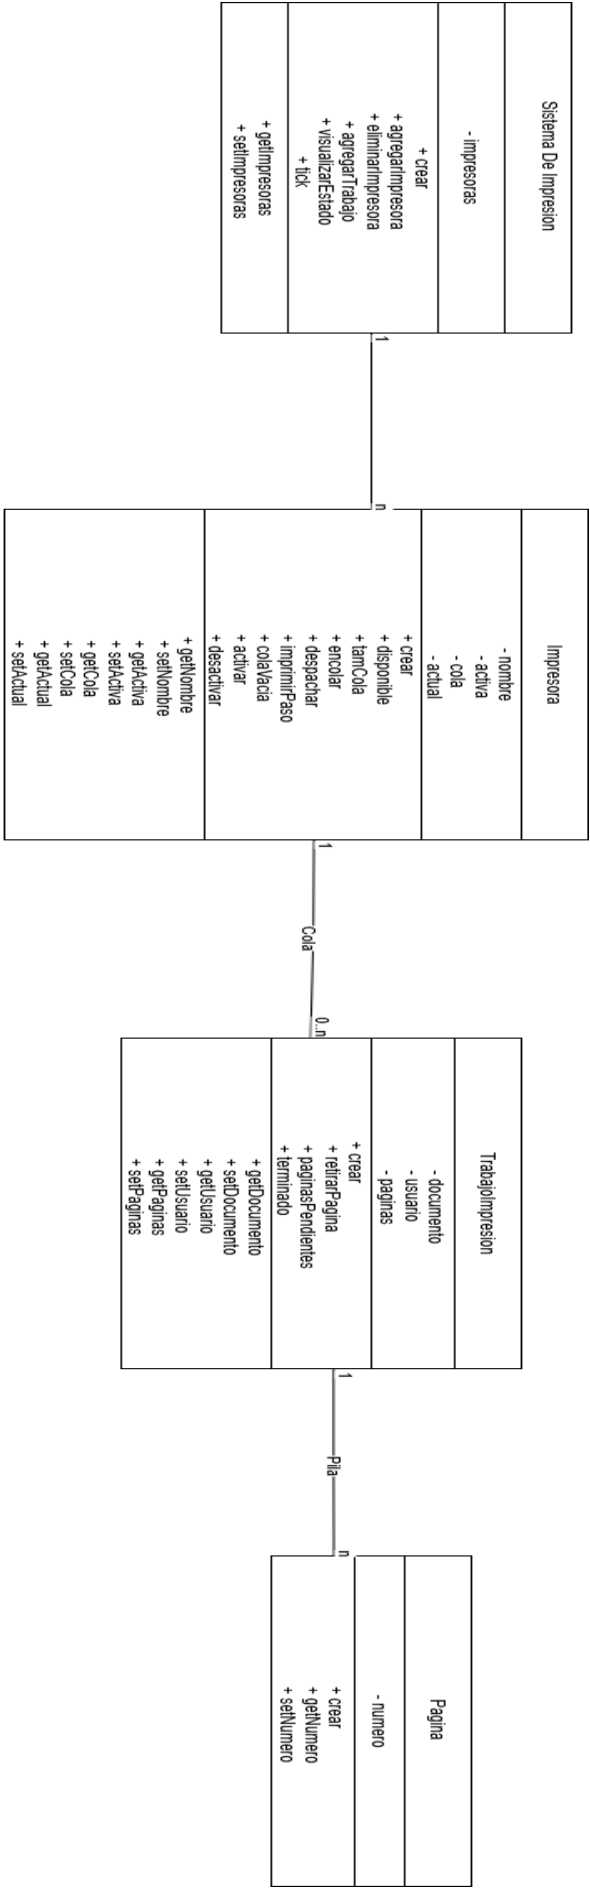 Sistema De Impresion
- impresoras
+ crear
+ agregarImpresora
+ eliminarImpresora
+ agregarTrabajo
+ visualizarEstado
+ tick
+ getImpresoras
+ setImpresoras
1
n
Impresora
- nombre
- activa
- cola
- actual
+ crear
+ disponible
+ tamCola
+ encolar
+ despachar
+ imprimirPaso
+ colaVacia
+ activar
+ desactivar
+ getNombre
+ setNombre
+ getActiva
+ setActiva
+ getCola
+ setCola
+ getActual
+ setActual
1
Cola
0..n
TrabajoImpresion
- documento
- usuario
- paginas
+ crear
+ retirarPagina
+ paginasPendientes
+ terminado
+ getDocumento
+ setDocumento
+ getUsuario
+ setUsuario
+ getPaginas
+ setPaginas
1
Pila
n
Pagina
- numero
+ crear
+ getNumero
+ setNumero